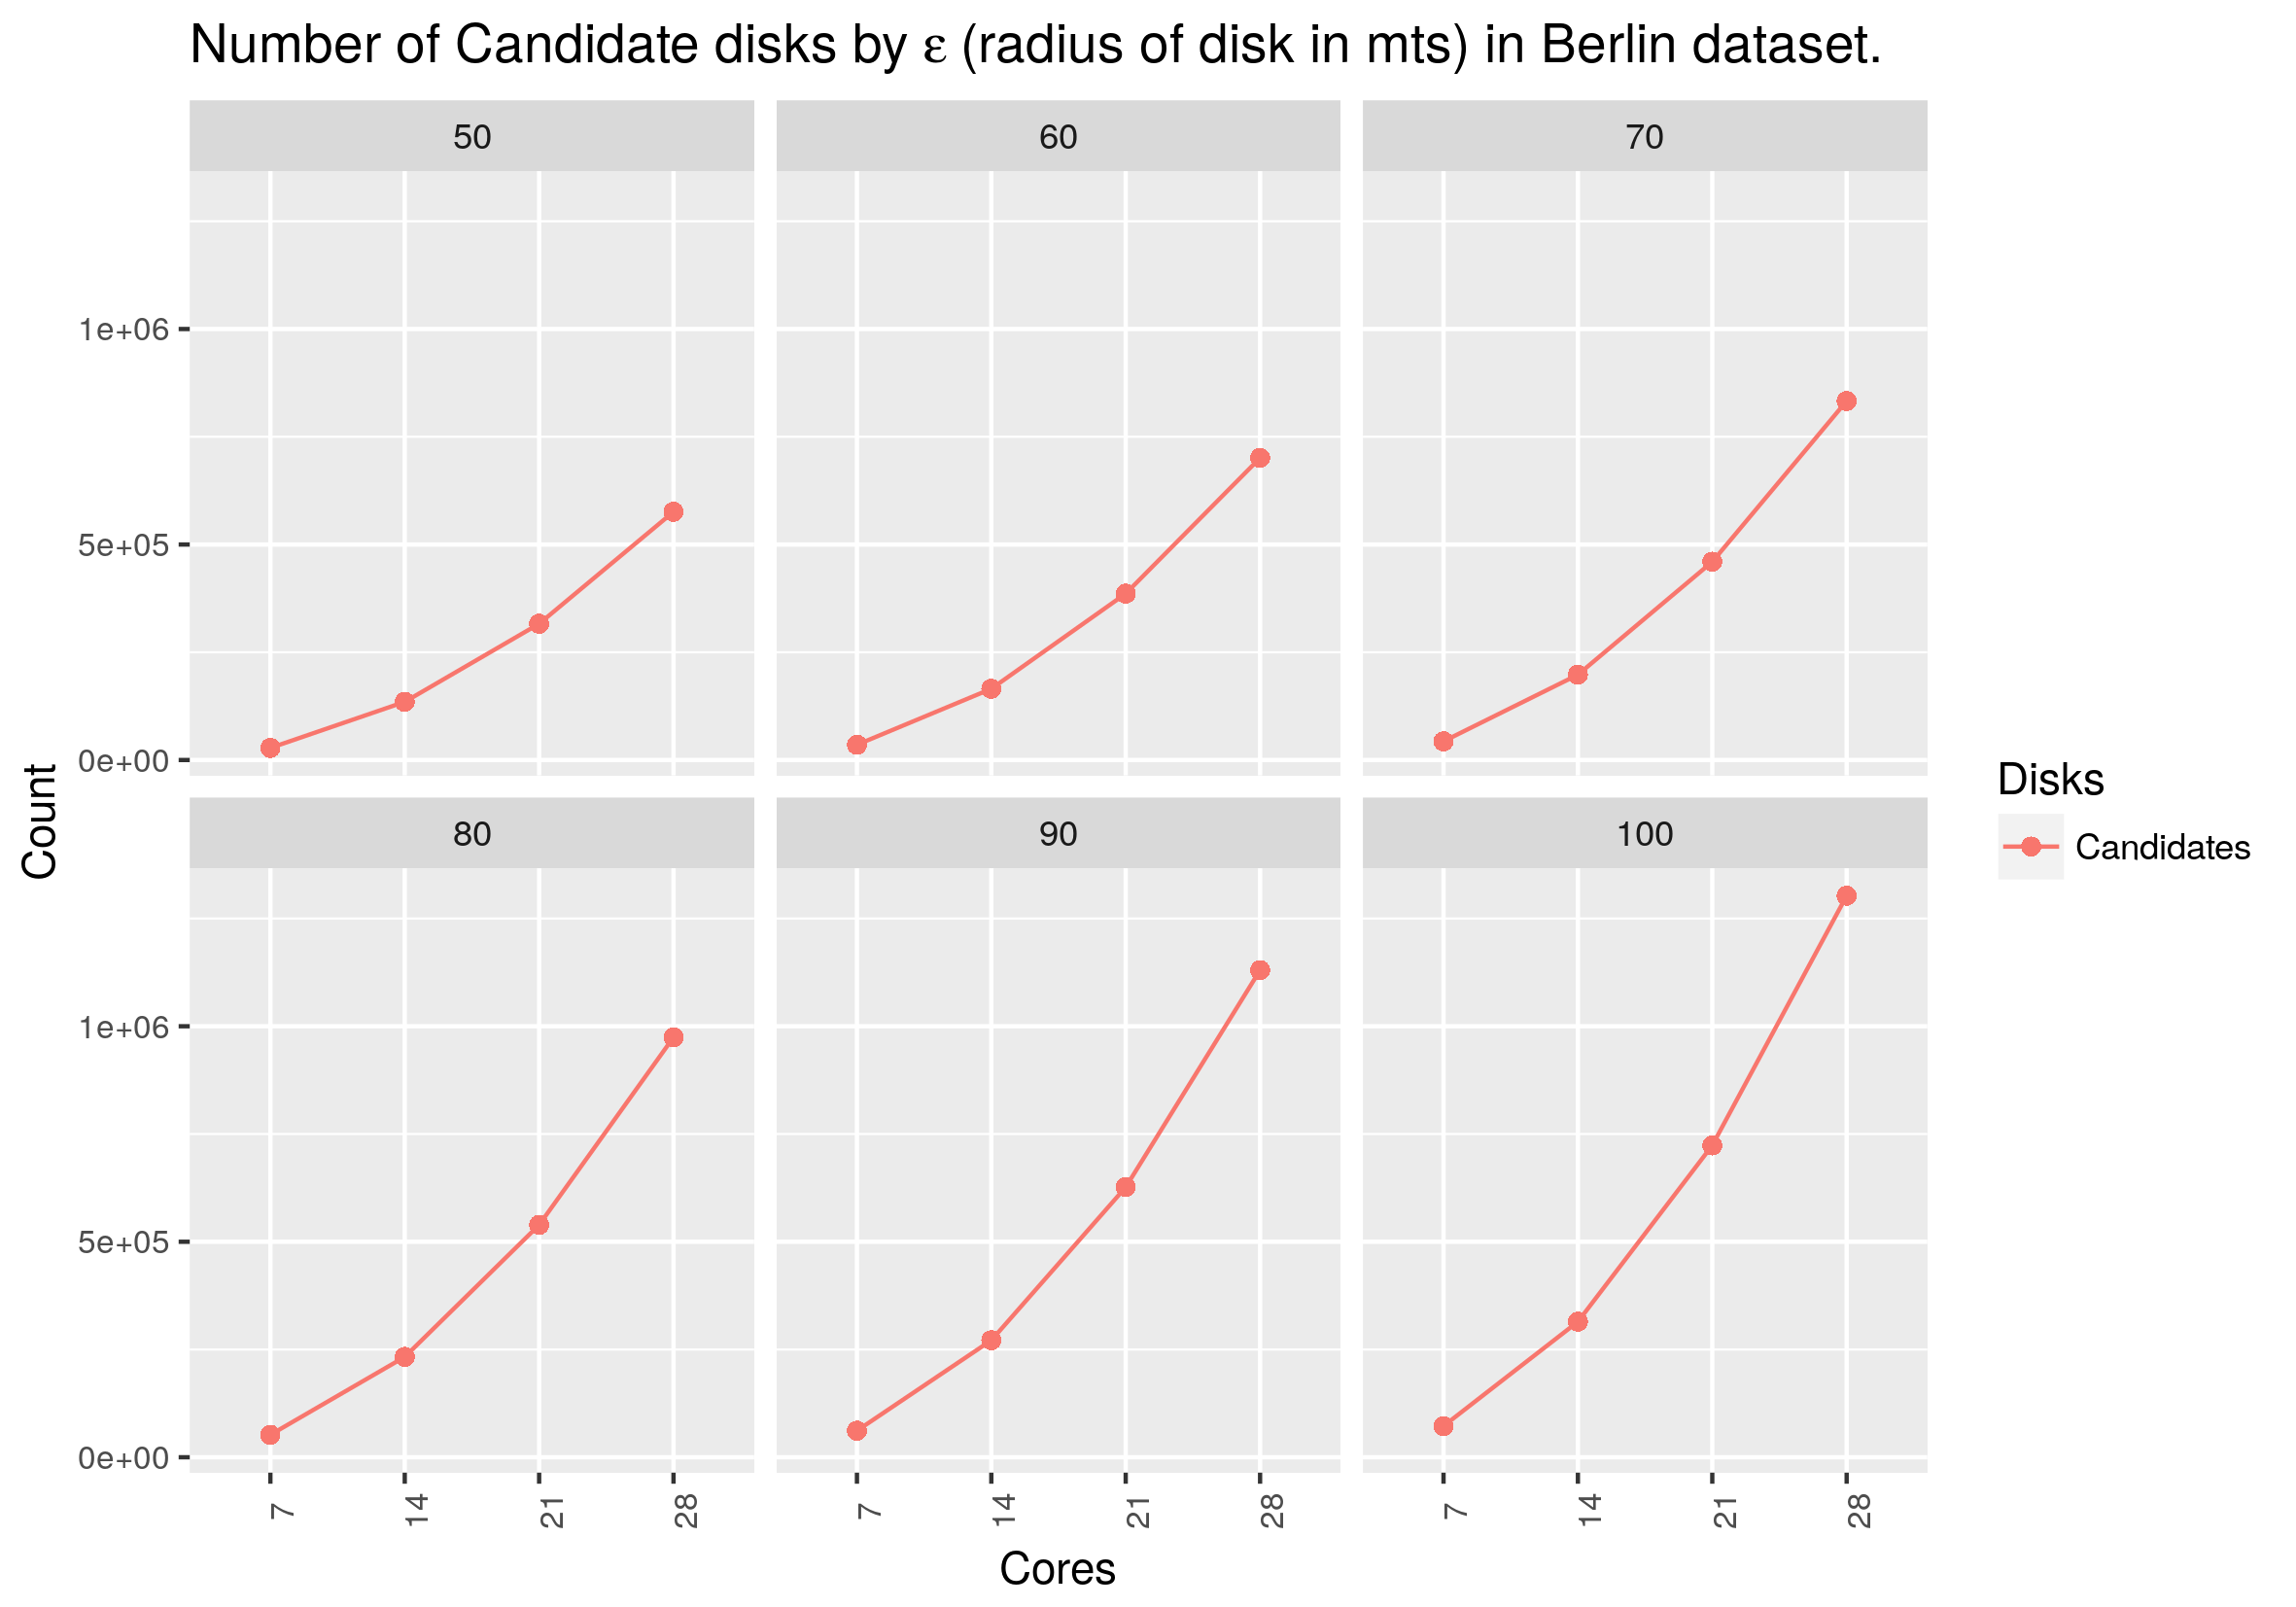 Number of Candidate disks by ε (radius of disk in mts) in Berlin dataset.
50 60 70
1e+06
5e+05
0e+00
80 90 100
1e+06
5e+05
0e+00
7 14 21 28 7 14 21 28 7 14 21 28
Cores
Count
Disks
Candidates